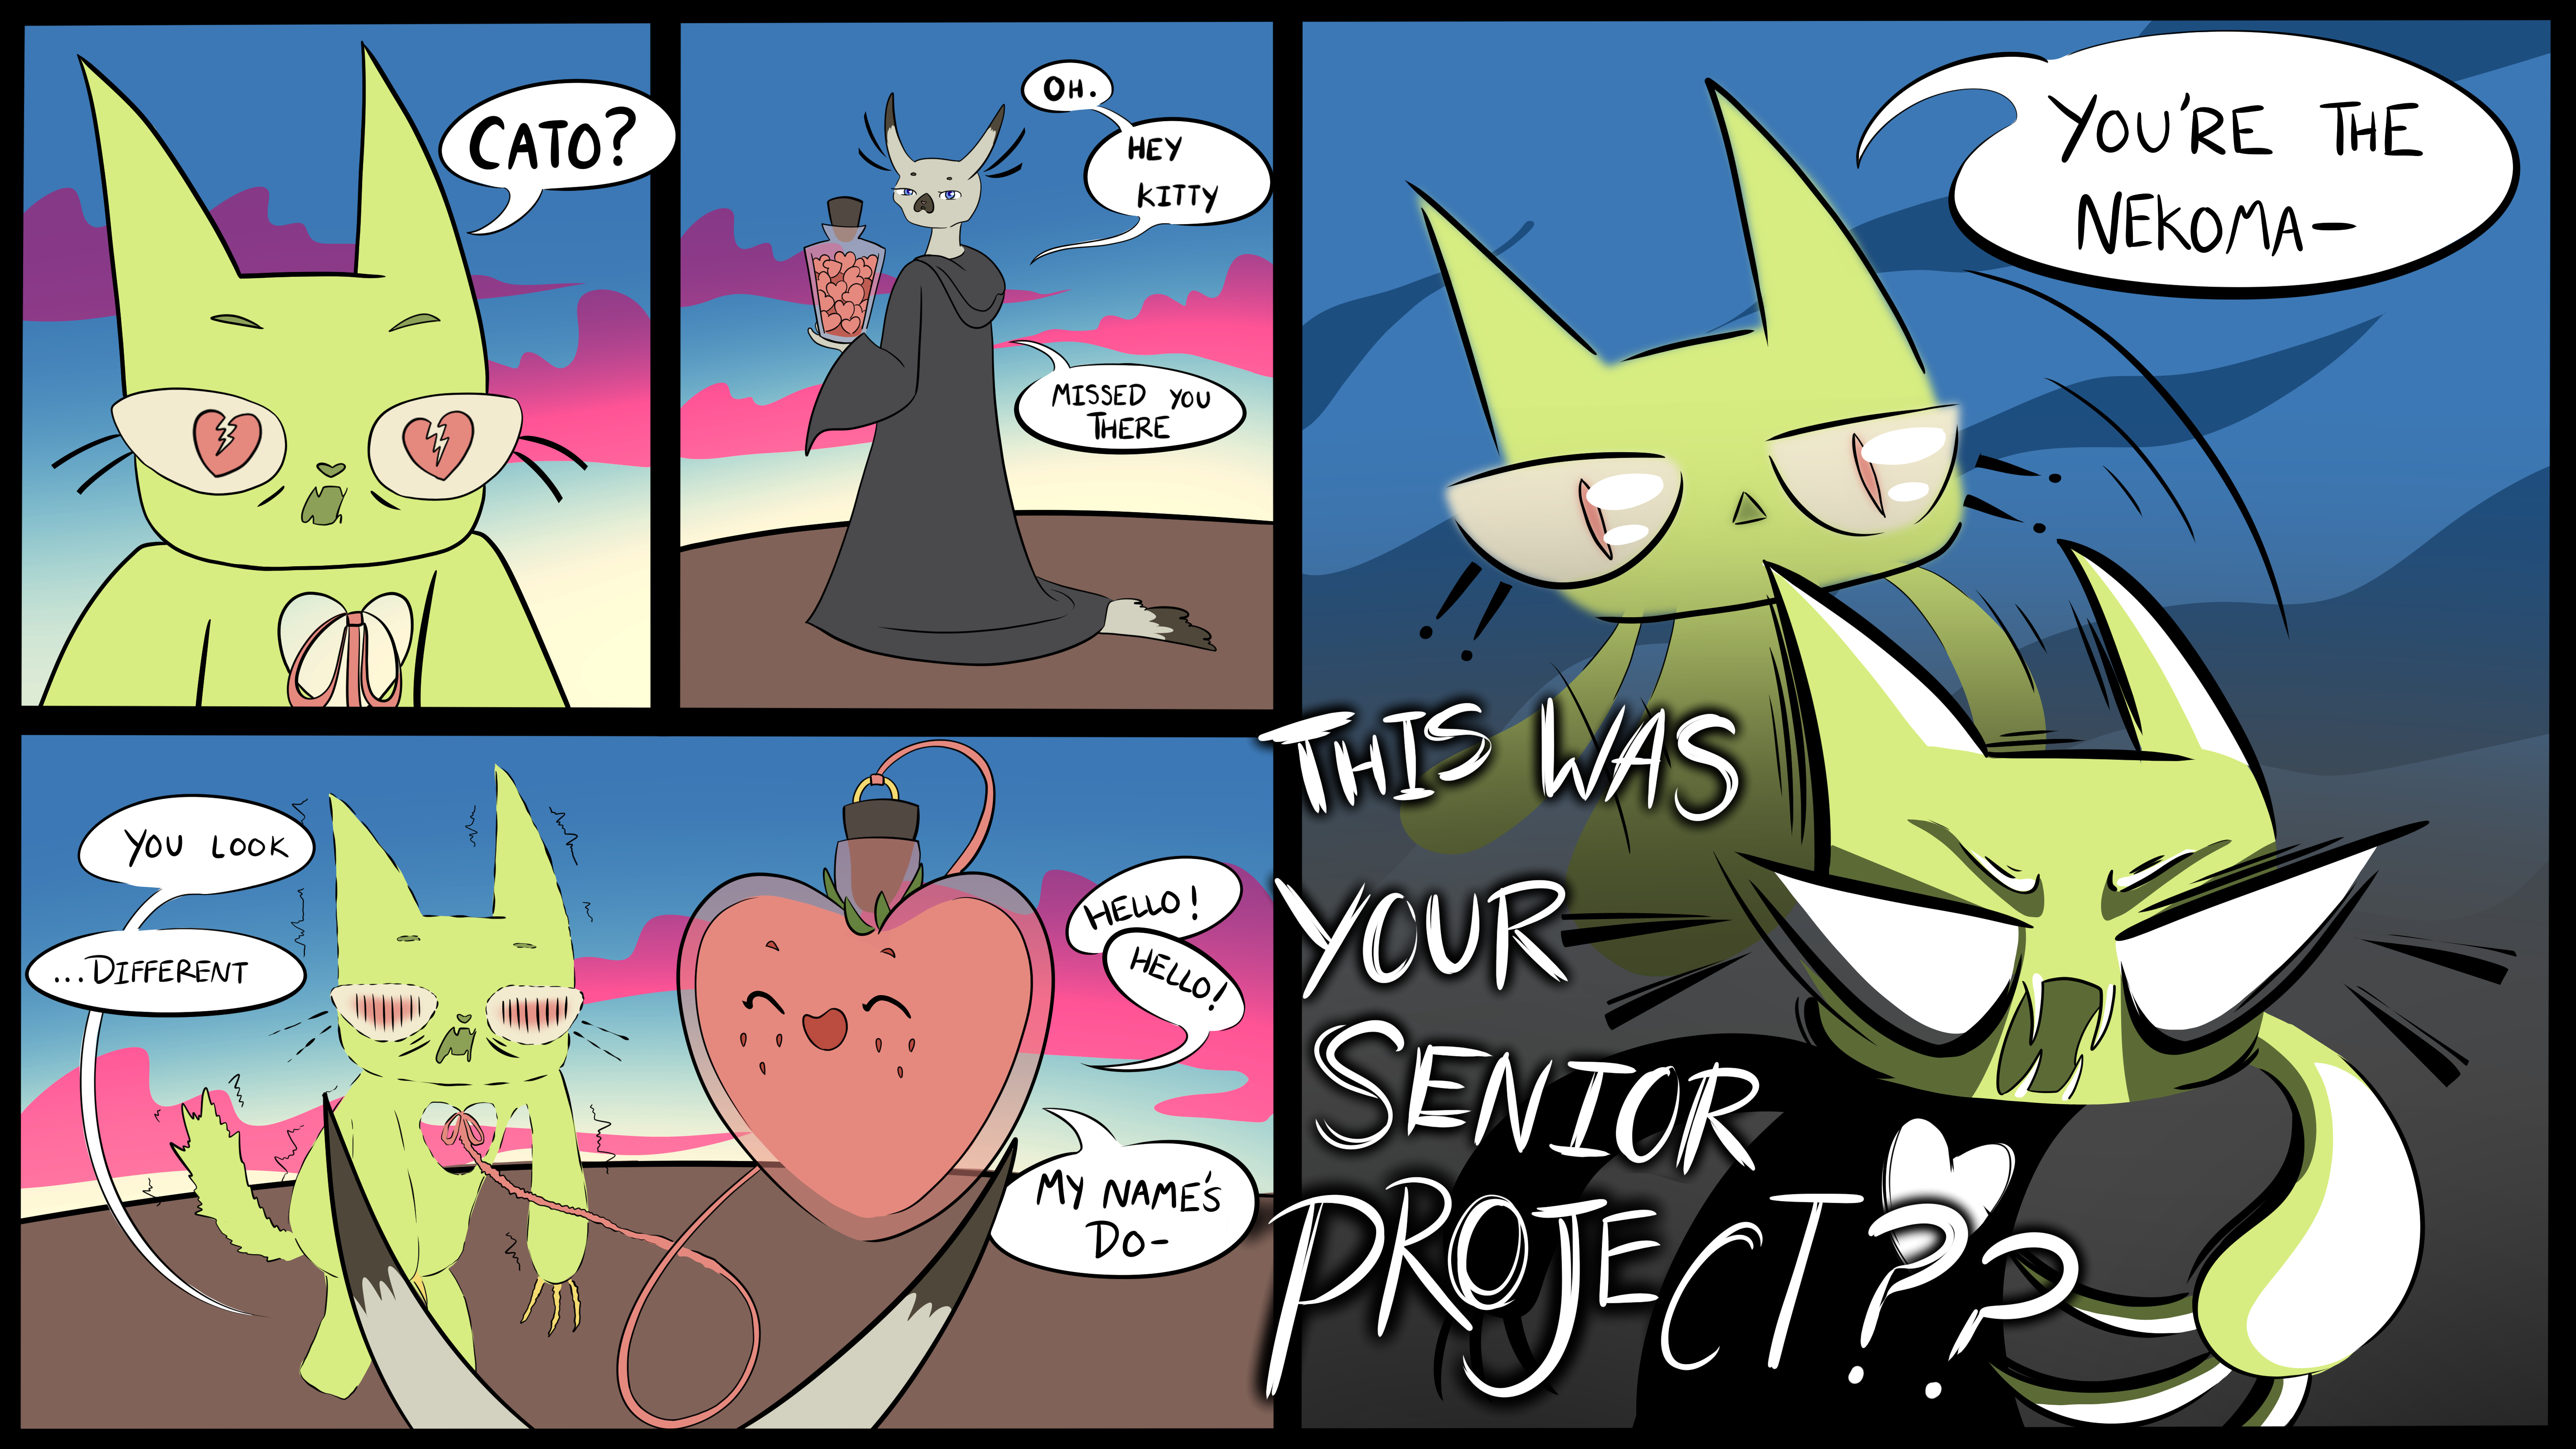 CATO?
OH.
HEY
KITTY
MISSED YOU
THERE
YOU LOOK
...DIFFERENT
HELLO!
HELLO!
MY NAME'S
DO-
YOU'RE THE
NEKOMA-
THIS WAS
YOUR
SENIOR
PROJECT??